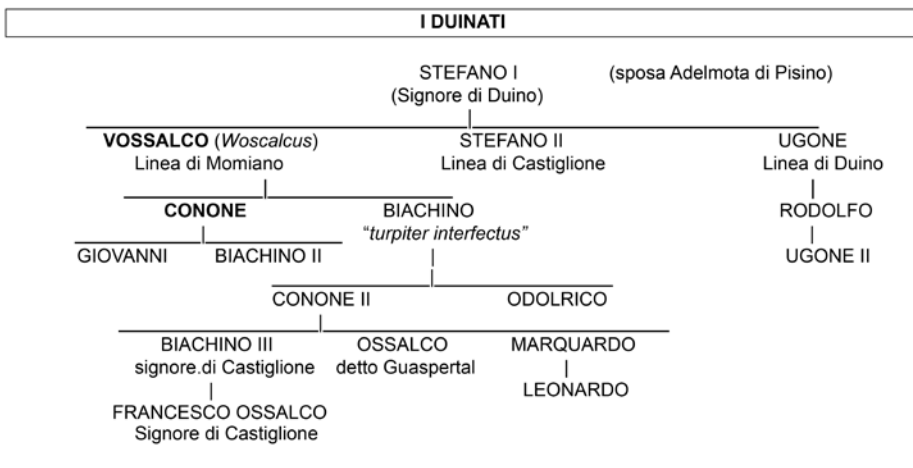 I DUINATI
STEFANO I (sposa Adelmota di Pisino)
(Signore di Duino)
VOSSALCO (Woscalcus) STEFANO II UGONE
Linea di Momiano Linea di Castiglione Linea di Duino
CONONE BIACHINO RODOLFO
“turpiter interfectus”
GIOVANNI BIACHINO II UGONE II
CONONE II ODOLRICO
BIACHINO III OSSALCO MARQUARDO
signore.di Castiglione detto Guaspertal
LEONARDO
FRANCESCO OSSALCO
Signore di Castiglione